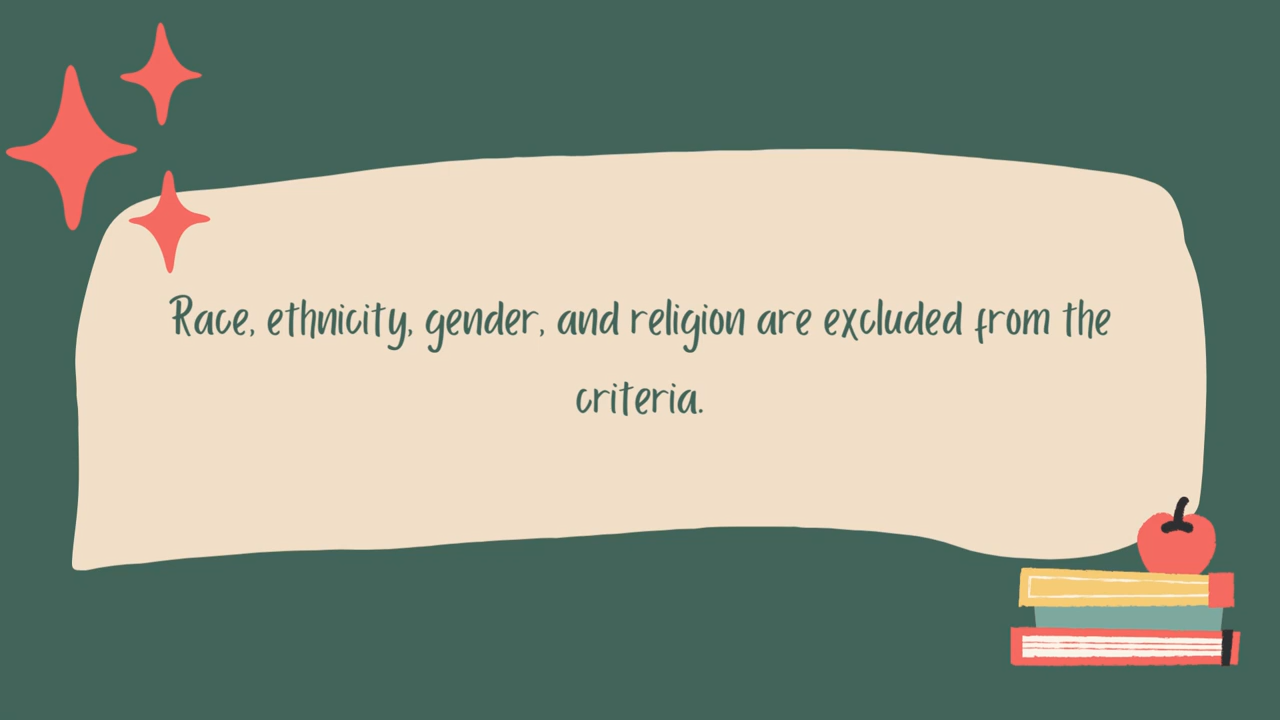 Race, ethnicity, gender, and religion are excluded from the
criteria.